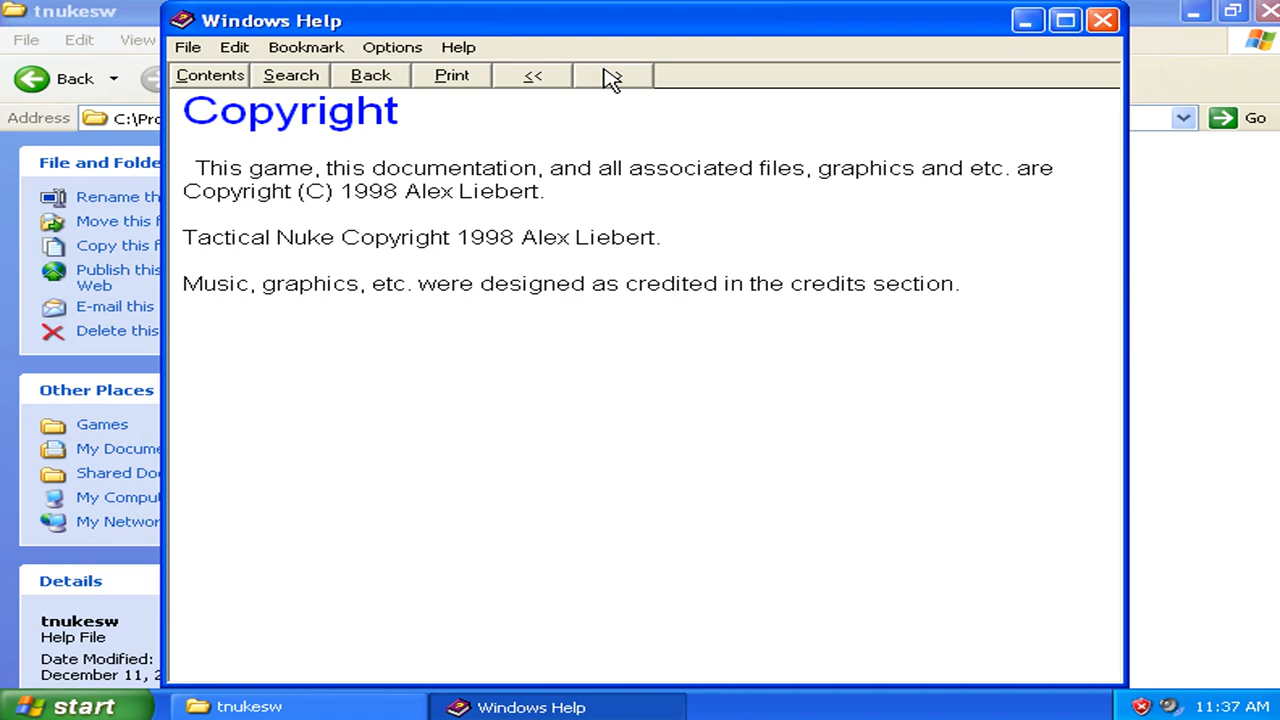 tnukesw
File Edit View
Back
Address C:\Pro
Go
File and Folde
Rename th
Move this f
Copy this f
Publish this
Web
E-mail this
Delete this
Other Places
Games
My Docume
Shared Doc
My Compu
My Networ
Details
tnukesw
Help File
Date Modified:
December 11, 2
Windows Help
File Edit Bookmark Options Help
Contents Search Back Print << >>
Copyright
This game, this documentation, and all associated files, graphics and etc. are
Copyright (C) 1998 Alex Liebert.
Tactical Nuke Copyright 1998 Alex Liebert.
Music, graphics, etc. were designed as credited in the credits section.
start
tnukesw
Windows Help
11:37 AM